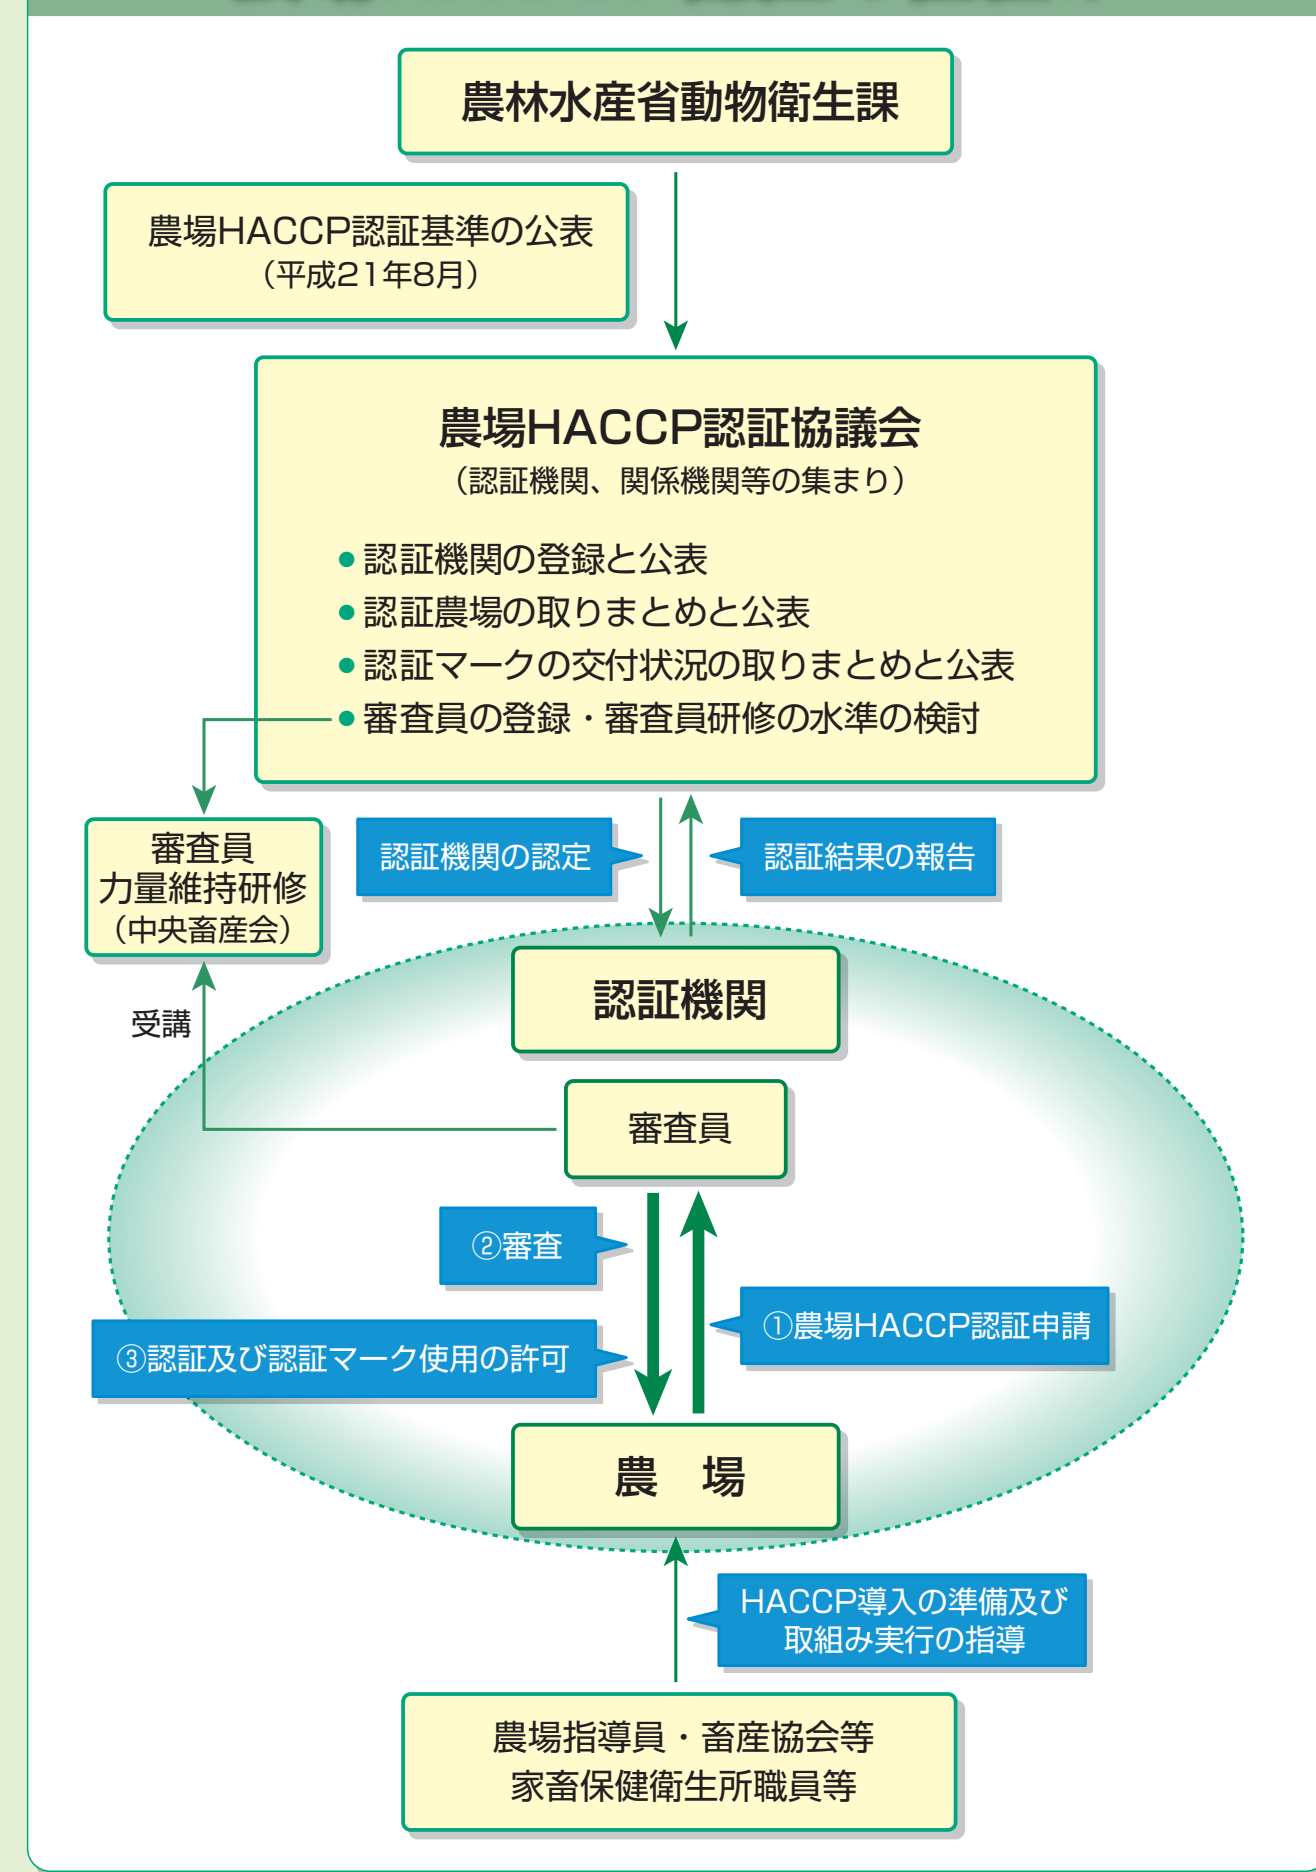 農林水産省動物衛生課
農場HACCP認証基準の公表
（平成21年8月）
農場HACCP認証協議会
（認証機関、関係機関等の集まり）
●認証機関の登録と公表
●認証農場の取りまとめと公表
●認証マークの交付状況の取りまとめと公表
●審査員の登録・審査員研修の水準の検討
審査員
力量維持研修
（中央畜産会）
認証機関の認定
認証結果の報告
認証機関
受講
審査員
②審査
①農場HACCP認証申請
③認証及び認証マーク使用の許可
農　場
HACCP導入の準備及び
取組み実行の指導
農場指導員・畜産協会等
家畜保健衛生所職員等